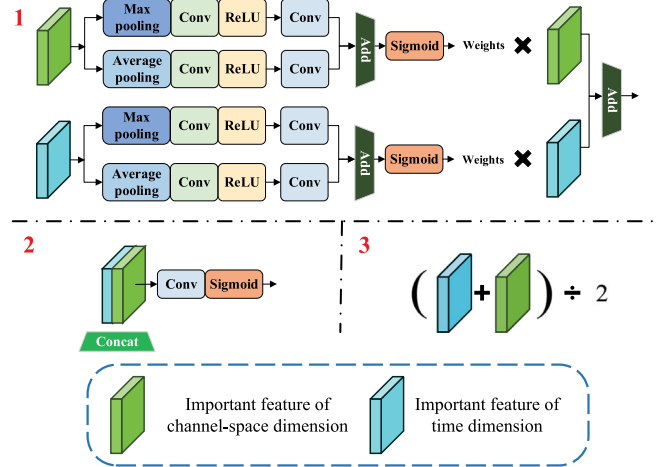 1
Max pooling
Conv
ReLU
Conv
Average pooling
Conv
ReLU
Conv
Add
Sigmoid
Weights
Add
Max pooling
Conv
ReLU
Conv
Average pooling
Conv
ReLU
Conv
Add
Sigmoid
Weights
2
Conv
Sigmoid
Concat
3
( + ) ÷ 2
Important feature of
channel-space dimension
Important feature of
time dimension